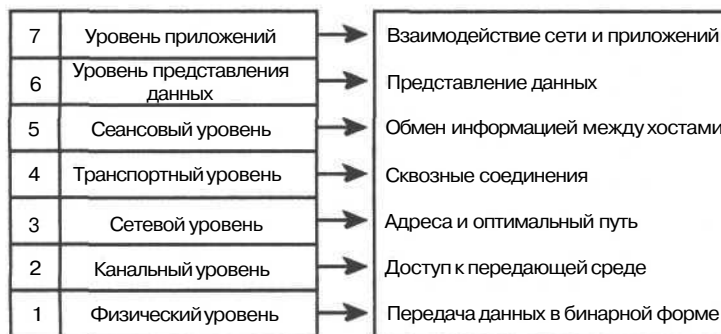 7 Уровень приложений Взаимодействие сети и приложений
6 Уровень представления данных Представление данных
5 Сеансовый уровень Обмен информацией между хостами
4 Транспортный уровень Сквозные соединения
3 Сетевой уровень Адреса и оптимальный путь
2 Канальный уровень Доступ к передающей среде
1 Физический уровень Передача данных в бинарной форме